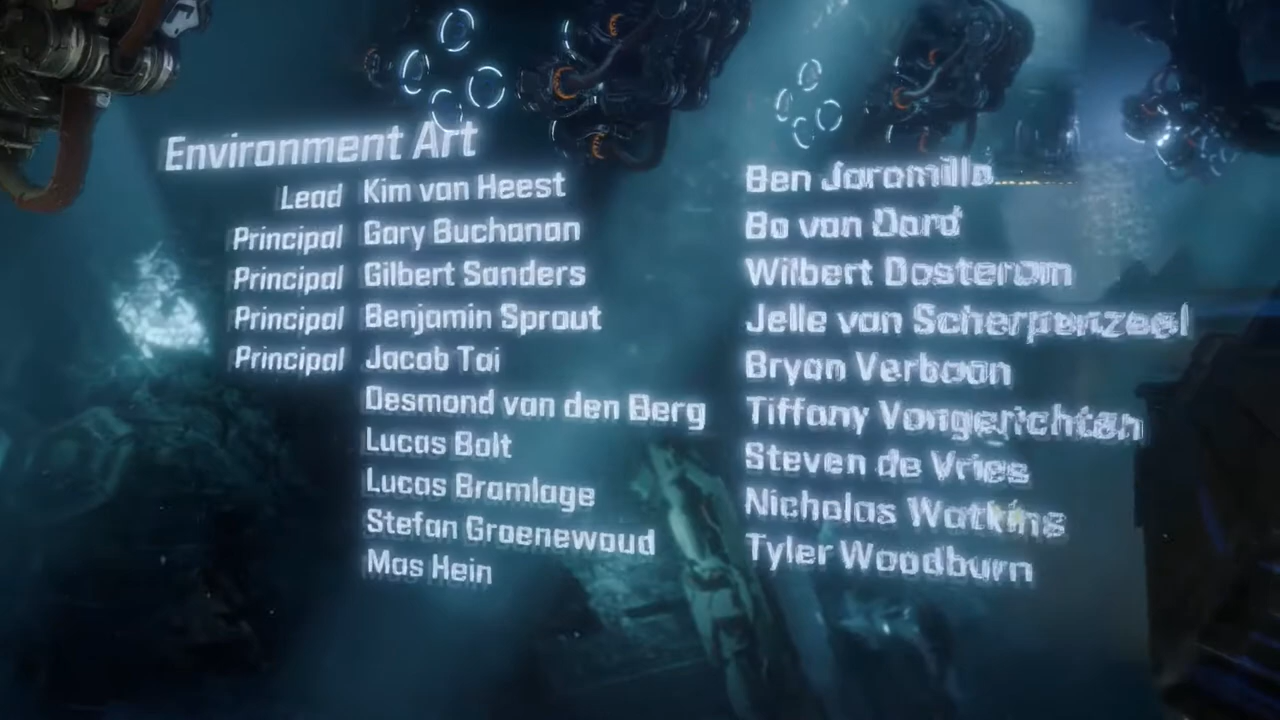 Environment Art
Lead Kim van Heest
Principal Gary Buchanan
Principal Gilbert Sanders
Principal Benjamin Sprout
Principal Jacob Tai
Desmond van den Berg
Lucas Bolt
Lucas Bramlage
Stefan Groenewoud
Mas Hein
Ben Jaramilla
Bo van Dord
Wilbert Oosterom
Jelle van Scherpenzeel
Bryan Verboon
Tiffany Vongerichten
Steven de Vries
Nicholas Watkins
Tyler Woodburn